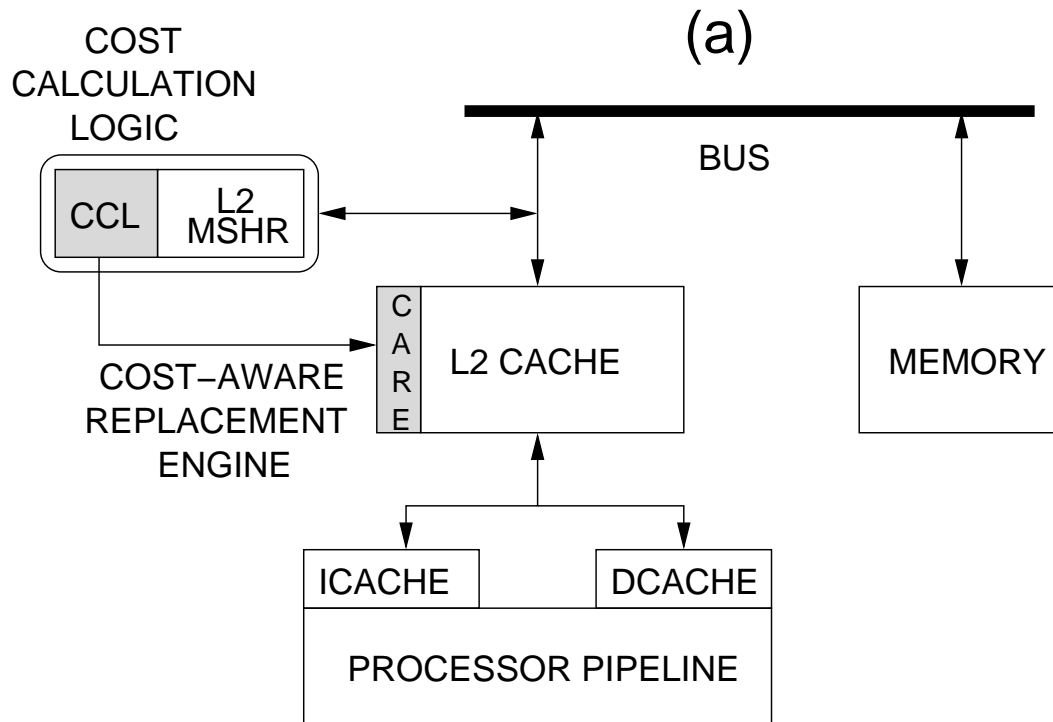 (a)
COST
CALCULATION
LOGIC
BUS
CCL
L2
MSHR
C
A
R
E
L2 CACHE
MEMORY
COST–AWARE
REPLACEMENT
ENGINE
ICACHE
DCACHE
PROCESSOR PIPELINE